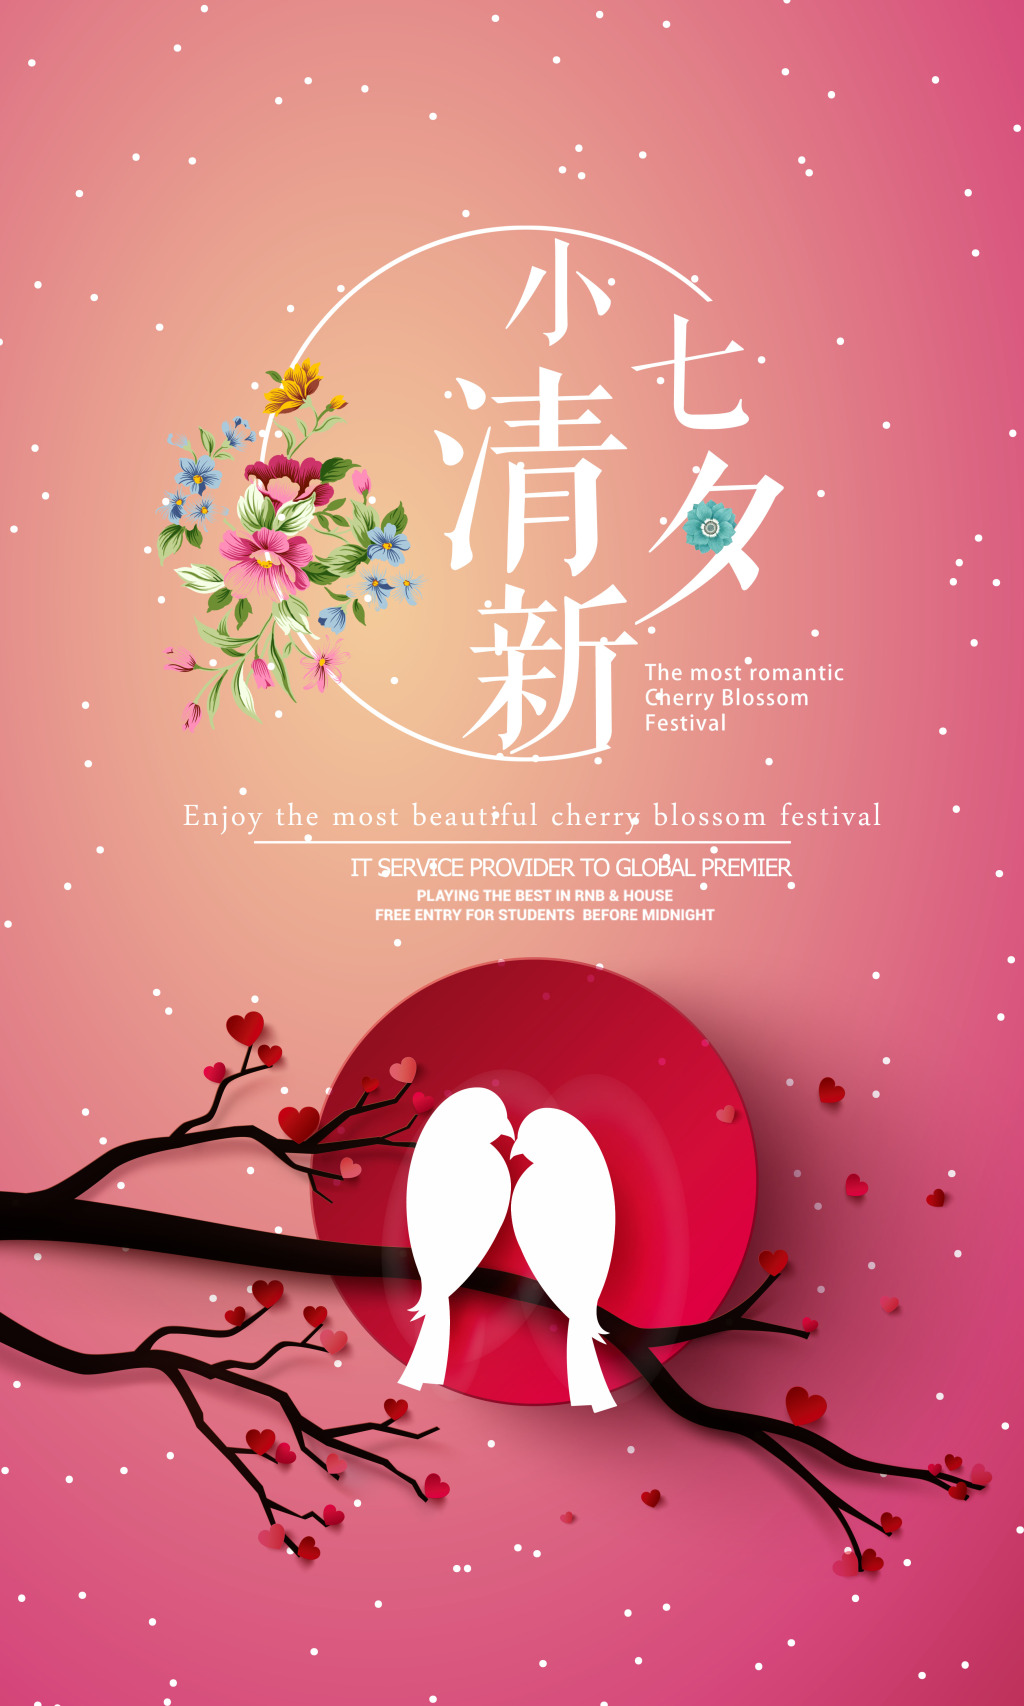 七夕
小清新
The most romantic
Cherry Blossom
Festival
Enjoy the most beautiful cherry blossom festival
IT SERVICE PROVIDER TO GLOBAL PREMIER
PLAYING THE BEST IN RNB & HOUSE
FREE ENTRY FOR STUDENTS BEFORE MIDNIGHT